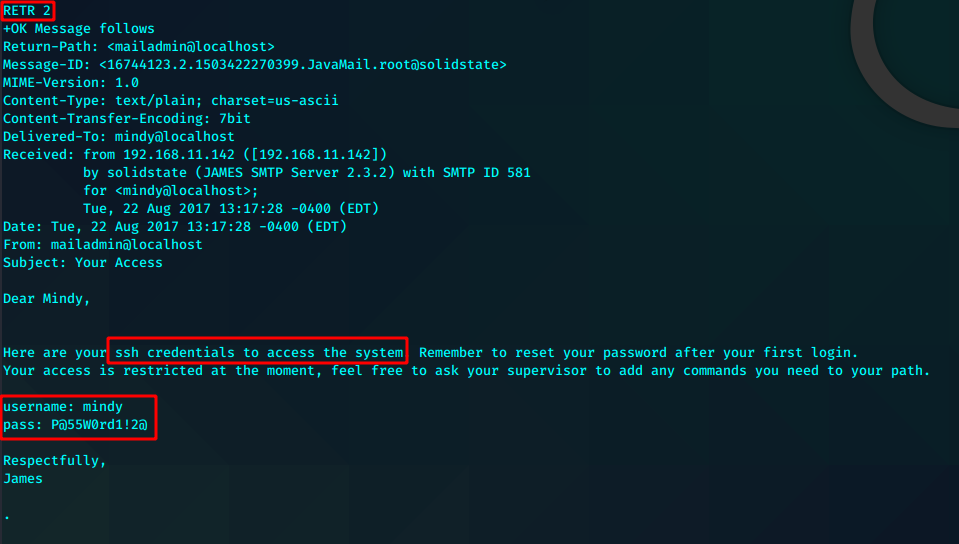 RETR 2
+OK Message follows
Return-Path: <mailadmin@localhost>
Message-ID: <16744123.2.1503422270399.JavaMail.root@solidstate>
MIME-Version: 1.0
Content-Type: text/plain; charset=us-ascii
Content-Transfer-Encoding: 7bit
Delivered-To: mindy@localhost
Received: from 192.168.11.142 ([192.168.11.142])
by solidstate (JAMES SMTP Server 2.3.2) with SMTP ID 581
for <mindy@localhost>;
Tue, 22 Aug 2017 13:17:28 -0400 (EDT)
Date: Tue, 22 Aug 2017 13:17:28 -0400 (EDT)
From: mailadmin@localhost
Subject: Your Access
Dear Mindy,
Here are your ssh credentials to access the system  Remember to reset your password after your first login.
Your access is restricted at the moment, feel free to ask your supervisor to add any commands you need to your path.
username: mindy
pass: P@55W0rd1!2@
Respectfully,
James
.